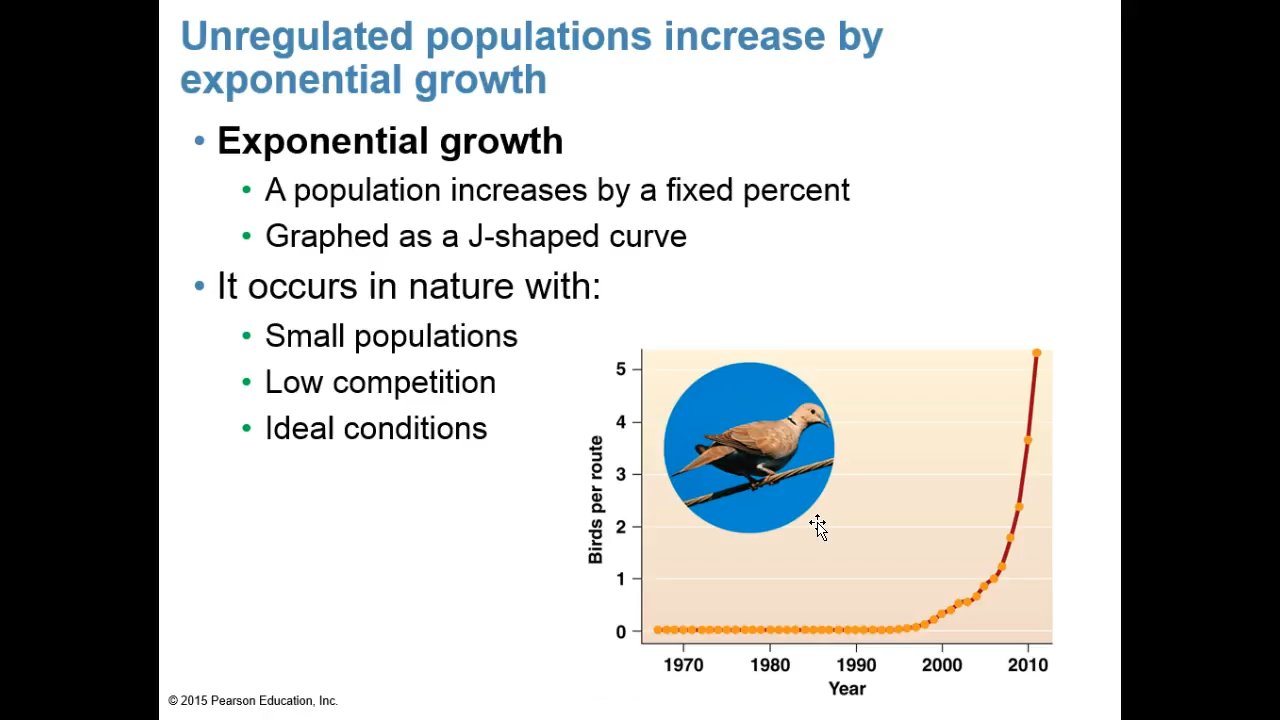 Unregulated populations increase by
exponential growth
• Exponential growth
• A population increases by a fixed percent
• Graphed as a J-shaped curve
• It occurs in nature with:
• Small populations
• Low competition
• Ideal conditions
Birds per route
5
4
3
2
1
0
1970 1980 1990 2000 2010
Year
© 2015 Pearson Education, Inc.